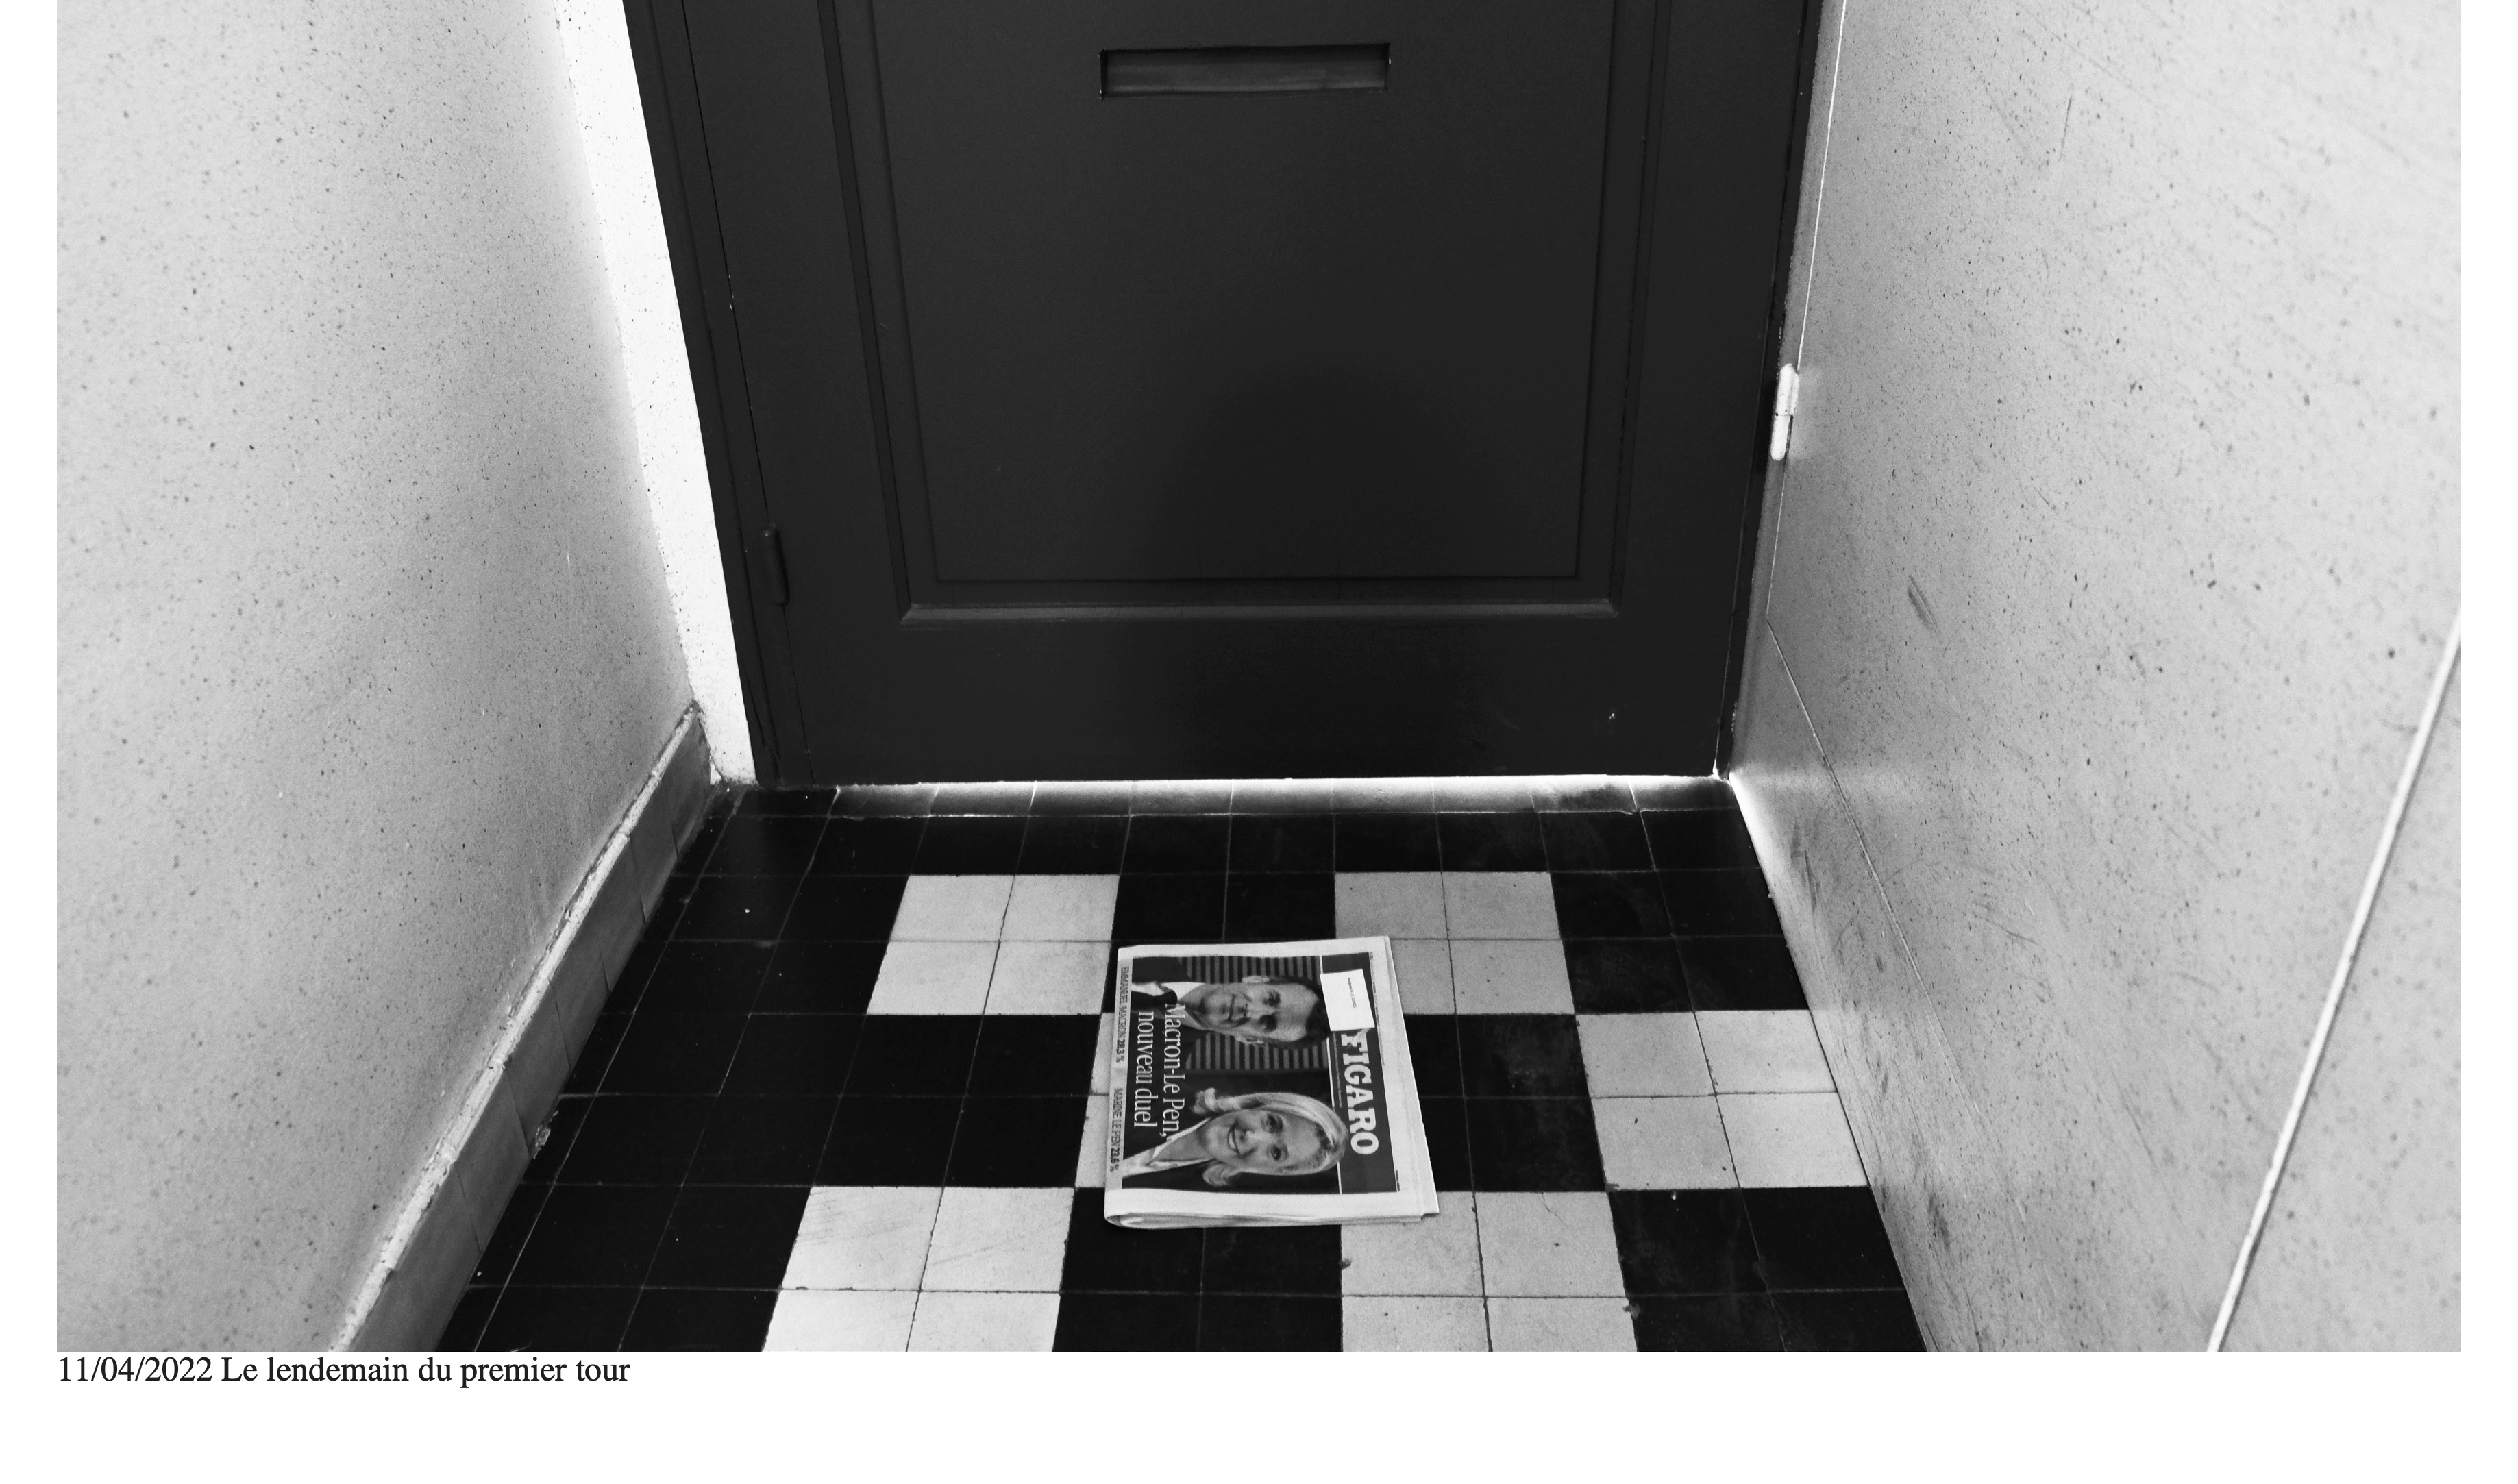 FIGARO
Macron-Le Pen,
nouveau duel
EMMANUEL MACRON 28,3 % MARINE LE PEN 23,6 %
11/04/2022 Le lendemain du premier tour